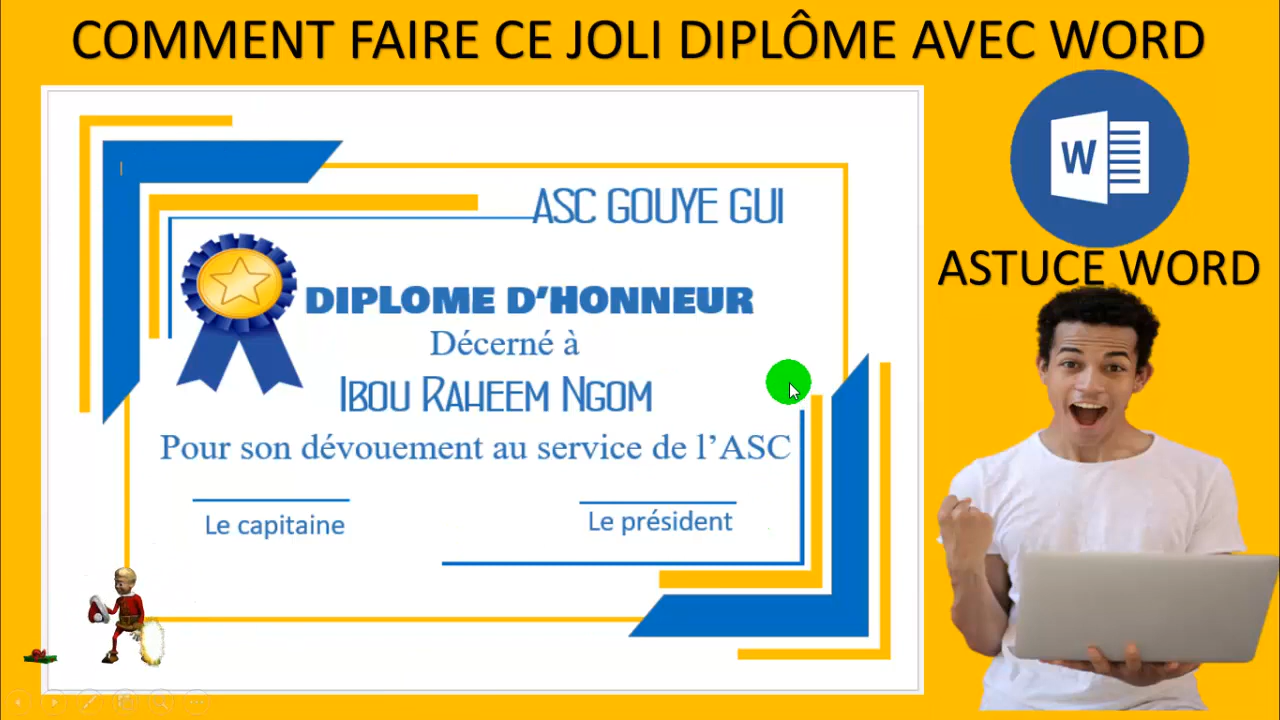 COMMENT FAIRE CE JOLI DIPLÔME AVEC WORD
W
ASTUCE WORD
ASC GOUYE GUI
DIPLOME D’HONNEUR
Décerné à
Ibou Raheem Ngom
Pour son dévouement au service de l’ASC
Le capitaine
Le président